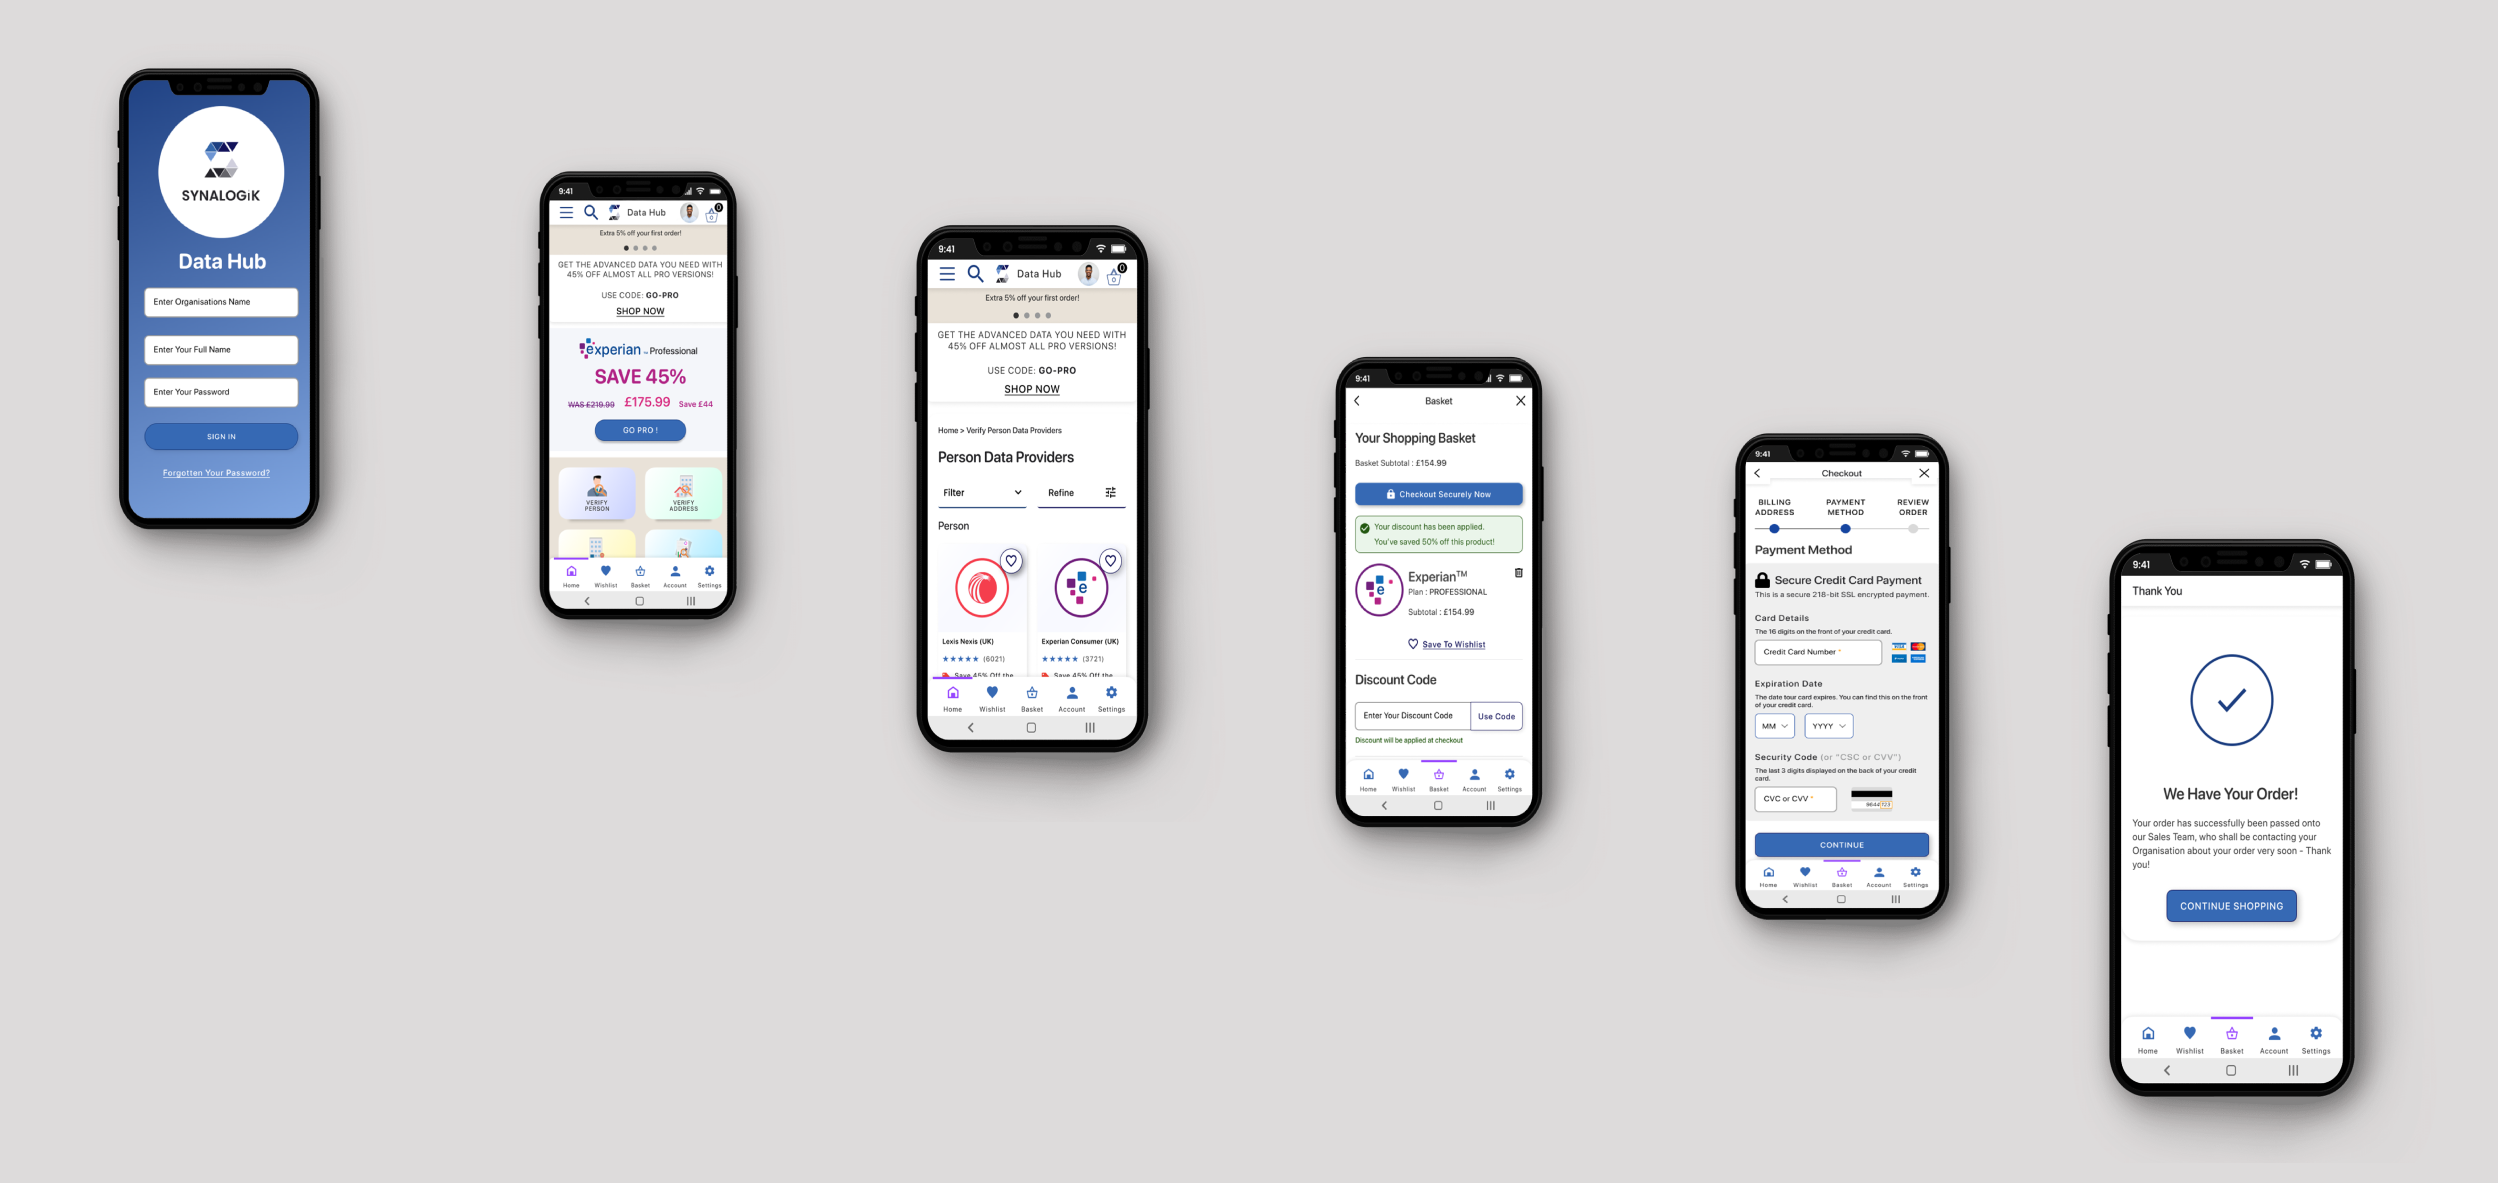 SYNALOGiK
Data Hub
Enter Organisations Name
Enter Your Full Name
Enter Your Password
SIGN IN
Forgotten Your Password?
9:41
Data Hub
0
0
Extra 5% off your first order!
GET THE ADVANCED DATA YOU NEED WITH
45% OFF ALMOST ALL PRO VERSIONS!
USE CODE: GO-PRO
SHOP NOW
experian™ Professional
SAVE 45%
WAS £219.99 £175.99 Save £44
GO PRO !
VERIFY
PERSON
VERIFY
ADDRESS
Home Wishlist Basket Account Settings
9:41
Data Hub
0
0
Extra 5% off your first order!
GET THE ADVANCED DATA YOU NEED WITH
45% OFF ALMOST ALL PRO VERSIONS!
USE CODE: GO-PRO
SHOP NOW
Home > Verify Person Data Providers
Person Data Providers
Filter Refine
Person
e
Lexis Nexis (UK) Experian Consumer (UK)
(6021) (3721)
Save 45% Off the Save 45% Off the
Home Wishlist Basket Account Settings
9:41
Basket
Your Shopping Basket
Basket Subtotal : £154.99
Checkout Securely Now
Your discount has been applied.
You've saved 50% off this product!
e
Experian™
Plan : PROFESSIONAL
Subtotal : £154.99
Save To Wishlist
Discount Code
Enter Your Discount Code Use Code
Discount will be applied at checkout
Home Wishlist Basket Account Settings
9:41
Checkout
BILLING PAYMENT REVIEW
ADDRESS METHOD ORDER
Payment Method
Secure Credit Card Payment
This is a secure 218-bit SSL encrypted payment.
Card Details
The 16 digits on the front of your credit card.
Credit Card Number *
Expiration Date
The date tour card expires. You can find this on the front
of your credit card.
MM YYYY
Security Code (or "CSC or CVV")
The last 3 digits displayed on the back of your credit
card.
CVC or CVV *
9644 123
CONTINUE
Home Wishlist Basket Account Settings
9:41
Thank You
We Have Your Order!
Your order has successfully been passed onto
our Sales Team, who shall be contacting your
Organisation about your order very soon - Thank
you!
CONTINUE SHOPPING
Home Wishlist Basket Account Settings